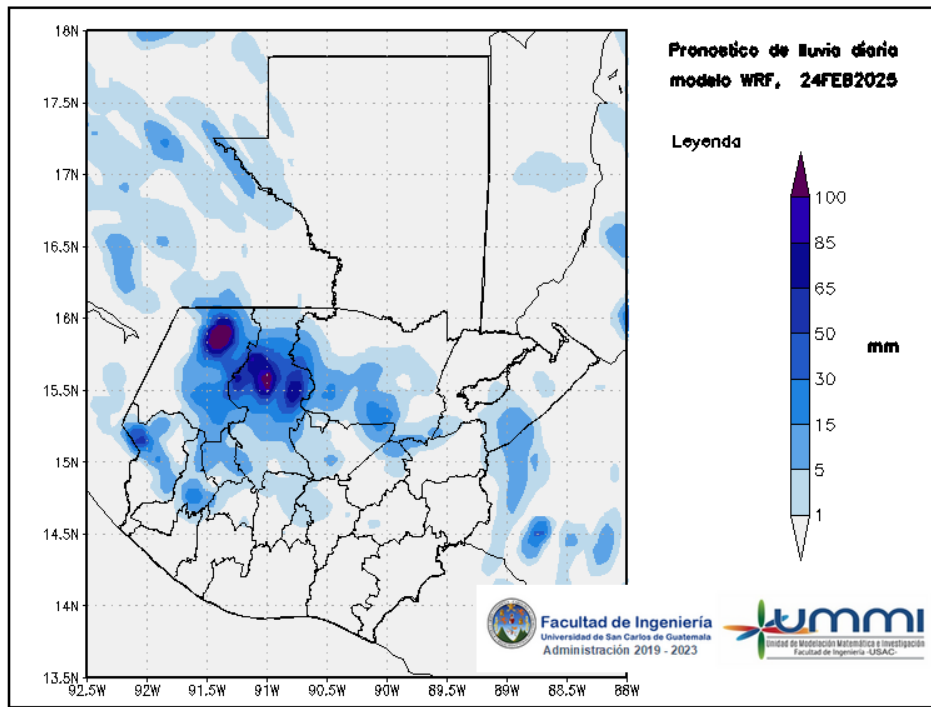 18N
17.5N
17N
16.5N
16N
15.5N
15N
14.5N
14N
13.5N
92.5W
92W
91.5W
91W
90.5W
90W
89.5W
89W
88.5W
88W
Pronostico de lluvia diaria
modelo WRF, 24FEB2025
Leyenda
100
85
65
50
30
15
5
1
mm
Facultad de Ingeniería
Universidad de San Carlos de Guatemala
Administración 2019 - 2023
ummi
Unidad de Modelación Matemática e Investigación
Facultad de Ingeniería -USAC-